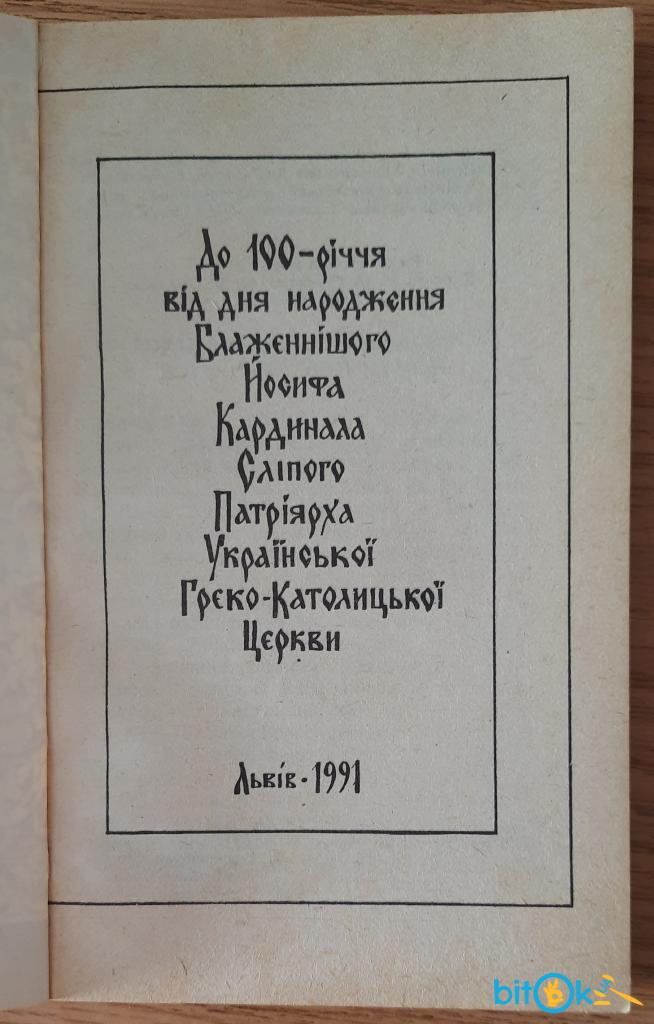 До 100-річчя
від дня народження
Блаженнішого
Йосифа
Кардинала
Сліпого
Патріярха
Української
Греко-Католицької
Церкви
Львів·1991
bitOk